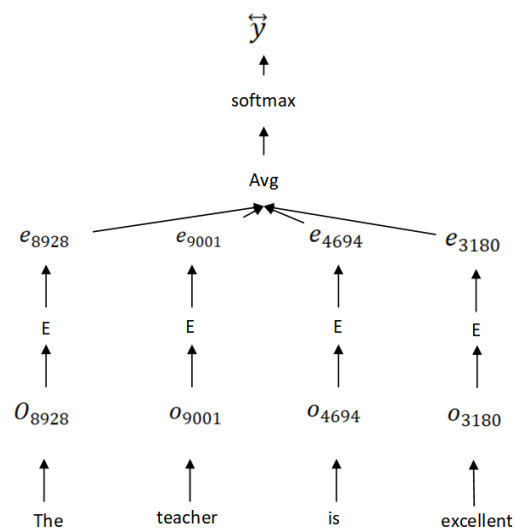 y⃡
softmax
Avg
e₈₉₂₈ e₉₀₀₁ e₄₆₉₄ e₃₁₈₀
E E E E
O₈₉₂₈ o₉₀₀₁ o₄₆₉₄ o₃₁₈₀
The teacher is excellent